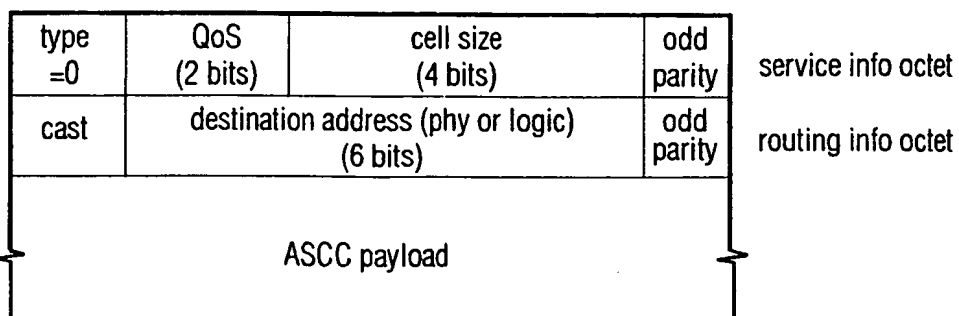 type QoS cell size odd
=0 (2 bits) (4 bits) parity service info octet
cast destination address (phy or logic) odd
(6 bits) parity routing info octet
ASCC payload